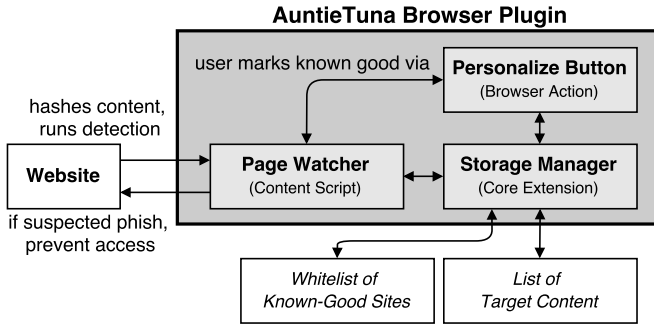 AuntieTuna Browser Plugin
user marks known good via
Personalize Button
(Browser Action)
hashes content,
runs detection
Website
Page Watcher
(Content Script)
Storage Manager
(Core Extension)
if suspected phish,
prevent access
Whitelist of
Known-Good Sites
List of
Target Content